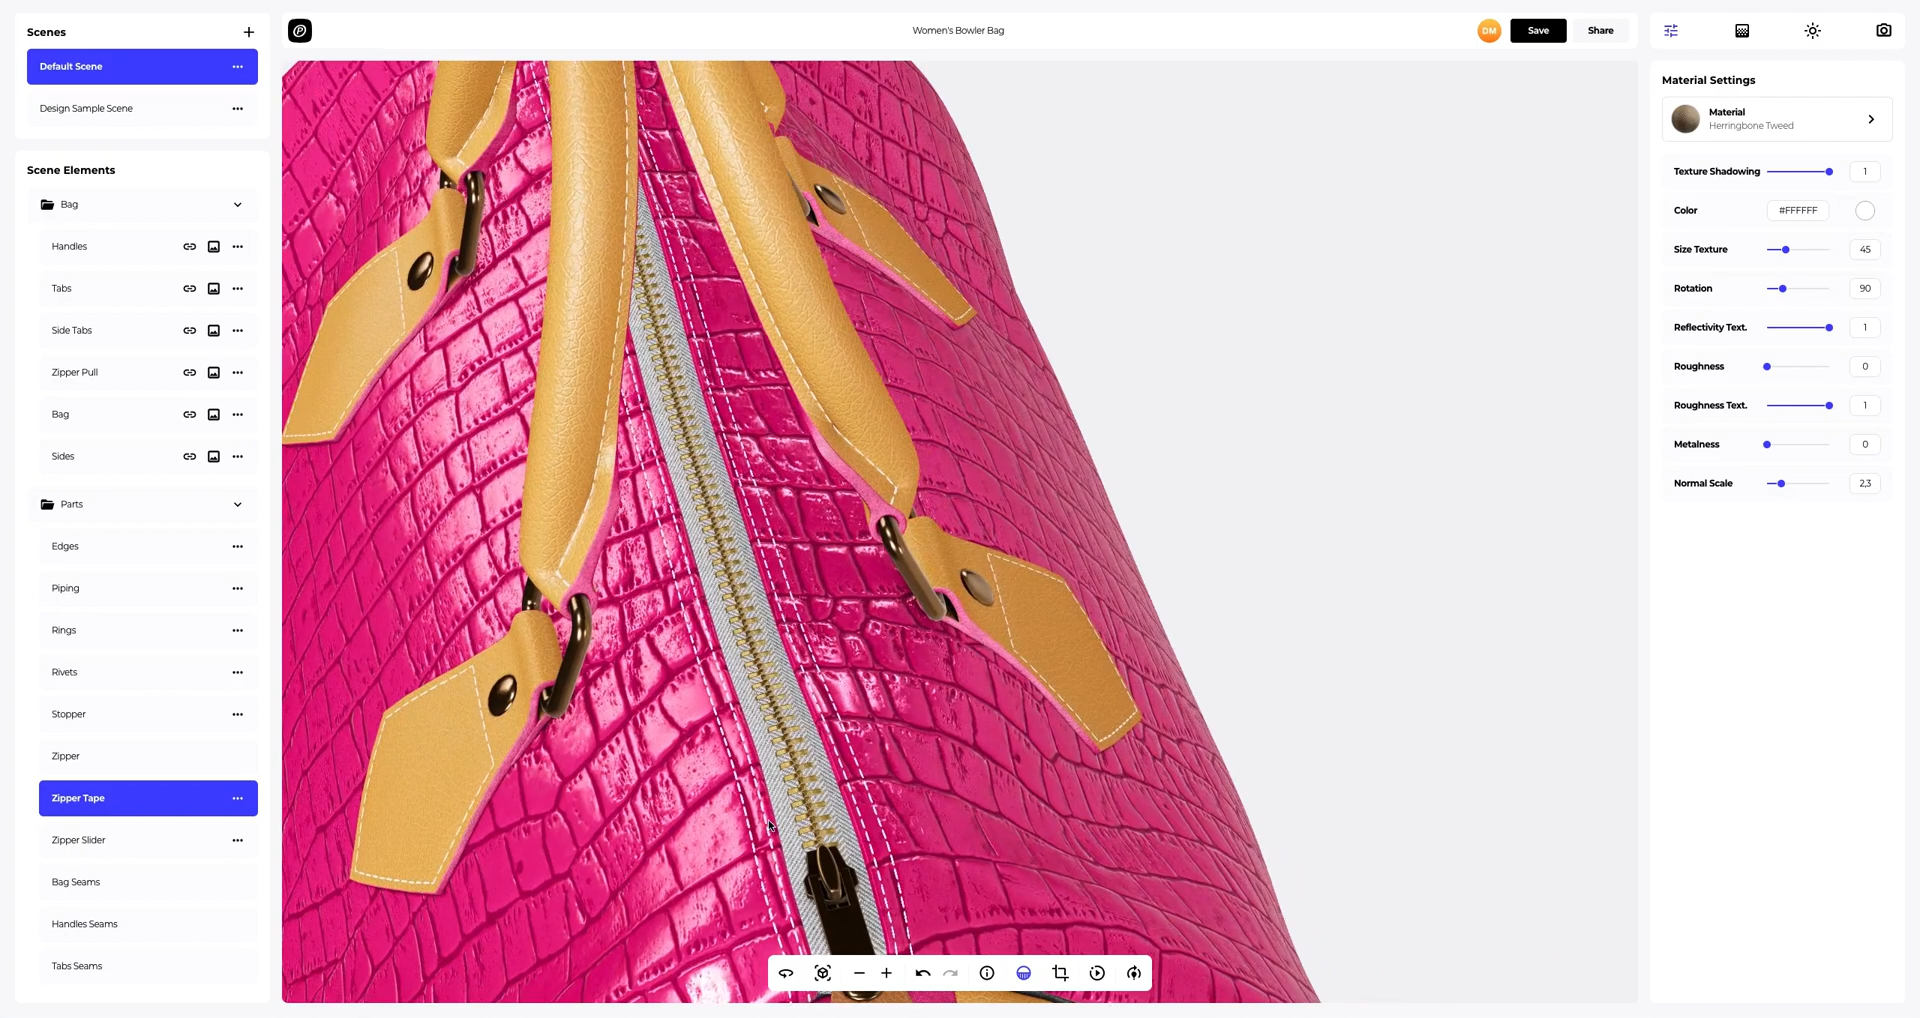 Scenes
Default Scene
Design Sample Scene
Scene Elements
Bag
Handles
Tabs
Side Tabs
Zipper Pull
Bag
Sides
Parts
Edges
Piping
Rings
Rivets
Stopper
Zipper
Zipper Tape
Zipper Slider
Bag Seams
Handles Seams
Tabs Seams
Women's Bowler Bag
DM
Save
Share
Material Settings
Material
Herringbone Tweed
Texture Shadowing 1
Color #FFFFFF
Size Texture 45
Rotation 90
Reflectivity Text. 1
Roughness 0
Roughness Text. 1
Metalness 0
Normal Scale 2,3